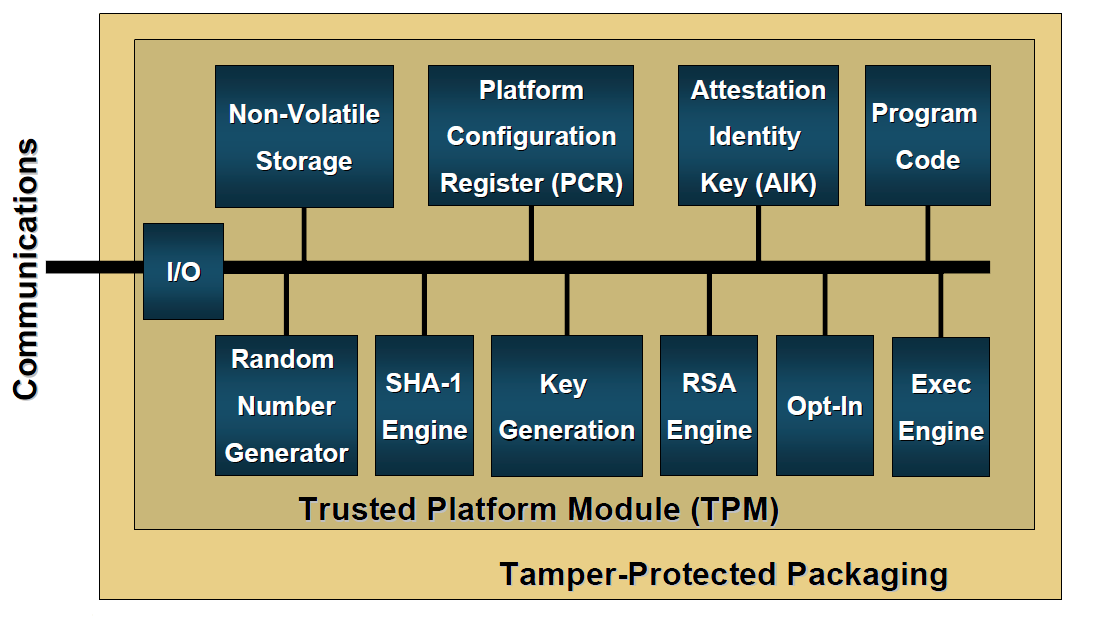 Communications
Non-Volatile
Storage
Platform
Configuration
Register (PCR)
Attestation
Identity
Key (AIK)
Program
Code
I/O
Random
Number
Generator
SHA-1
Engine
Key
Generation
RSA
Engine
Opt-In
Exec
Engine
Trusted Platform Module (TPM)
Tamper-Protected Packaging